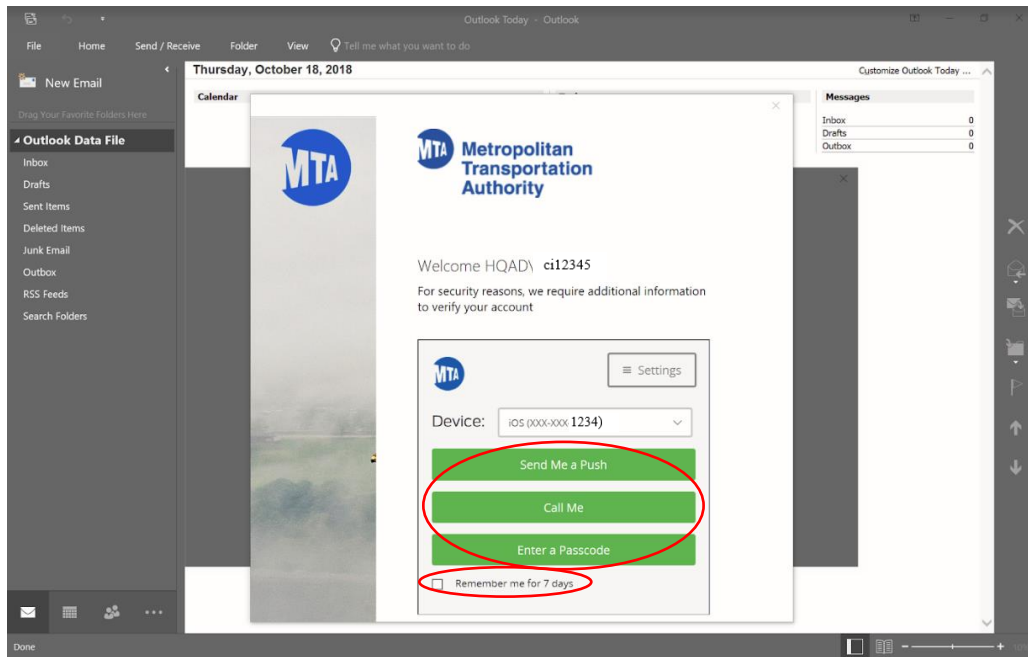 Outlook Today - Outlook
File Home Send / Receive Folder View Tell me what you want to do
New Email
Drag Your Favorite Folders Here
Outlook Data File
Inbox
Drafts
Sent Items
Deleted Items
Junk Email
Outbox
RSS Feeds
Search Folders
Thursday, October 18, 2018
Customize Outlook Today ...
Calendar
Messages
Inbox 0
Drafts 0
Outbox 0
MTA
MTA Metropolitan
Transportation
Authority
Welcome HQAD\ ci12345
For security reasons, we require additional information
to verify your account
MTA
Settings
Device: iOS (XXX-XXX 1234)
Send Me a Push
Call Me
Enter a Passcode
Remember me for 7 days
Done